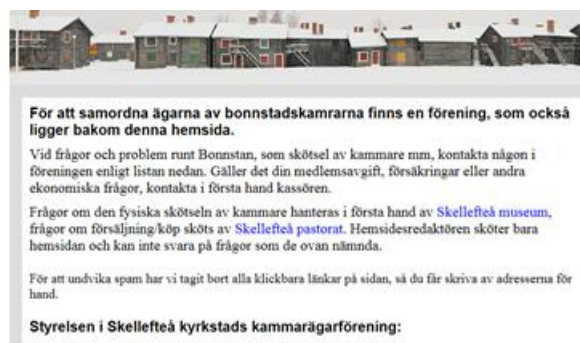 För att samordna ägarna av bonnstadskamrarna finns en förening, som också
ligger bakom denna hemsida.
Vid frågor och problem runt Bonnstan, som skötsel av kammare mm, kontakta någon i
föreningen enligt listan nedan. Gäller det din medlemsavgift, försäkringar eller andra
ekonomiska frågor, kontakta i första hand kassören.
Frågor om den fysiska skötseln av kammare hanteras i första hand av Skellefteå museum,
frågor om försäljning/köp sköts av Skellefteå pastorat. Hemsidesredaktören sköter bara
hemsidan och kan inte svara på frågor som de ovan nämnda.
För att undvika spam har vi tagit bort alla klickbara länkar på sidan, så du får skriva av adresserna för
hand.
Styrelsen i Skellefteå kyrkstads kammarägarförening: